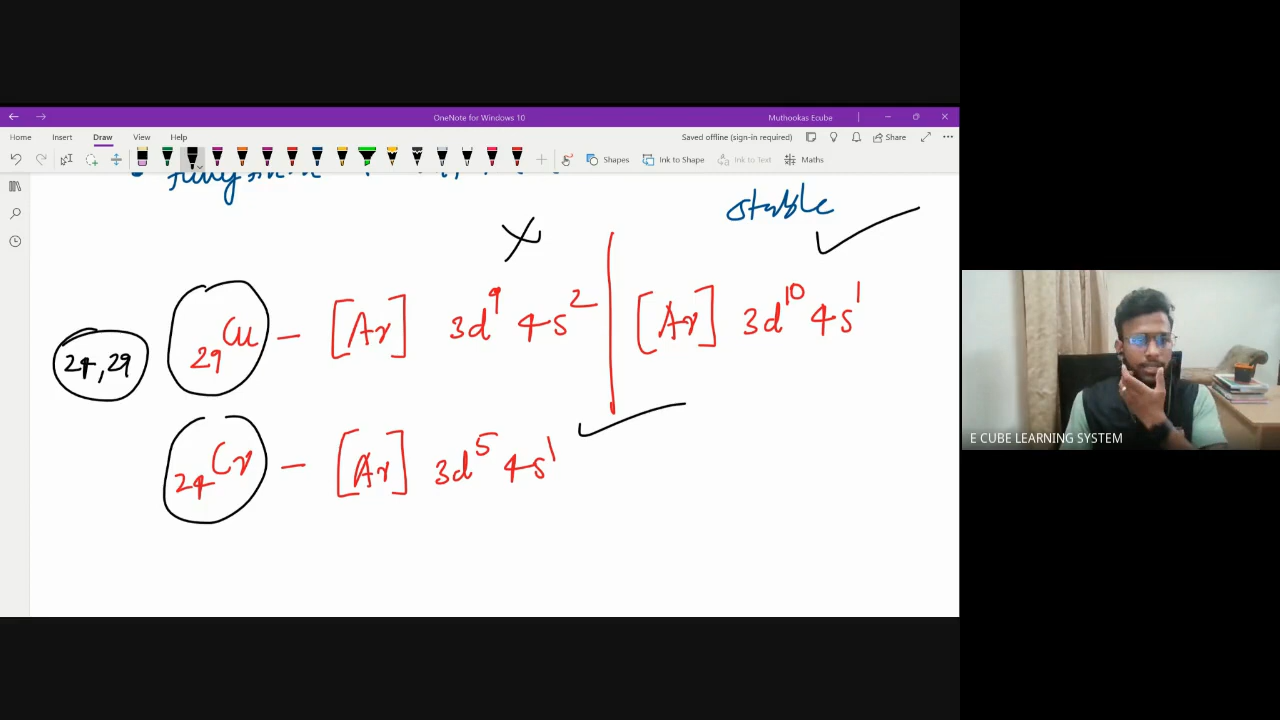 OneNote for Windows 10
Muthookas Ecube
Home Insert Draw View Help
Saved offline (sign-in required) Share
Shapes Ink to Shape Ink to Text Maths
stable
24, 29
29Cu – [Ar] 3d⁹ 4s² [Ar] 3d¹⁰ 4s¹
24Cr – [Ar] 3d⁵ 4s¹
E CUBE LEARNING SYSTEM